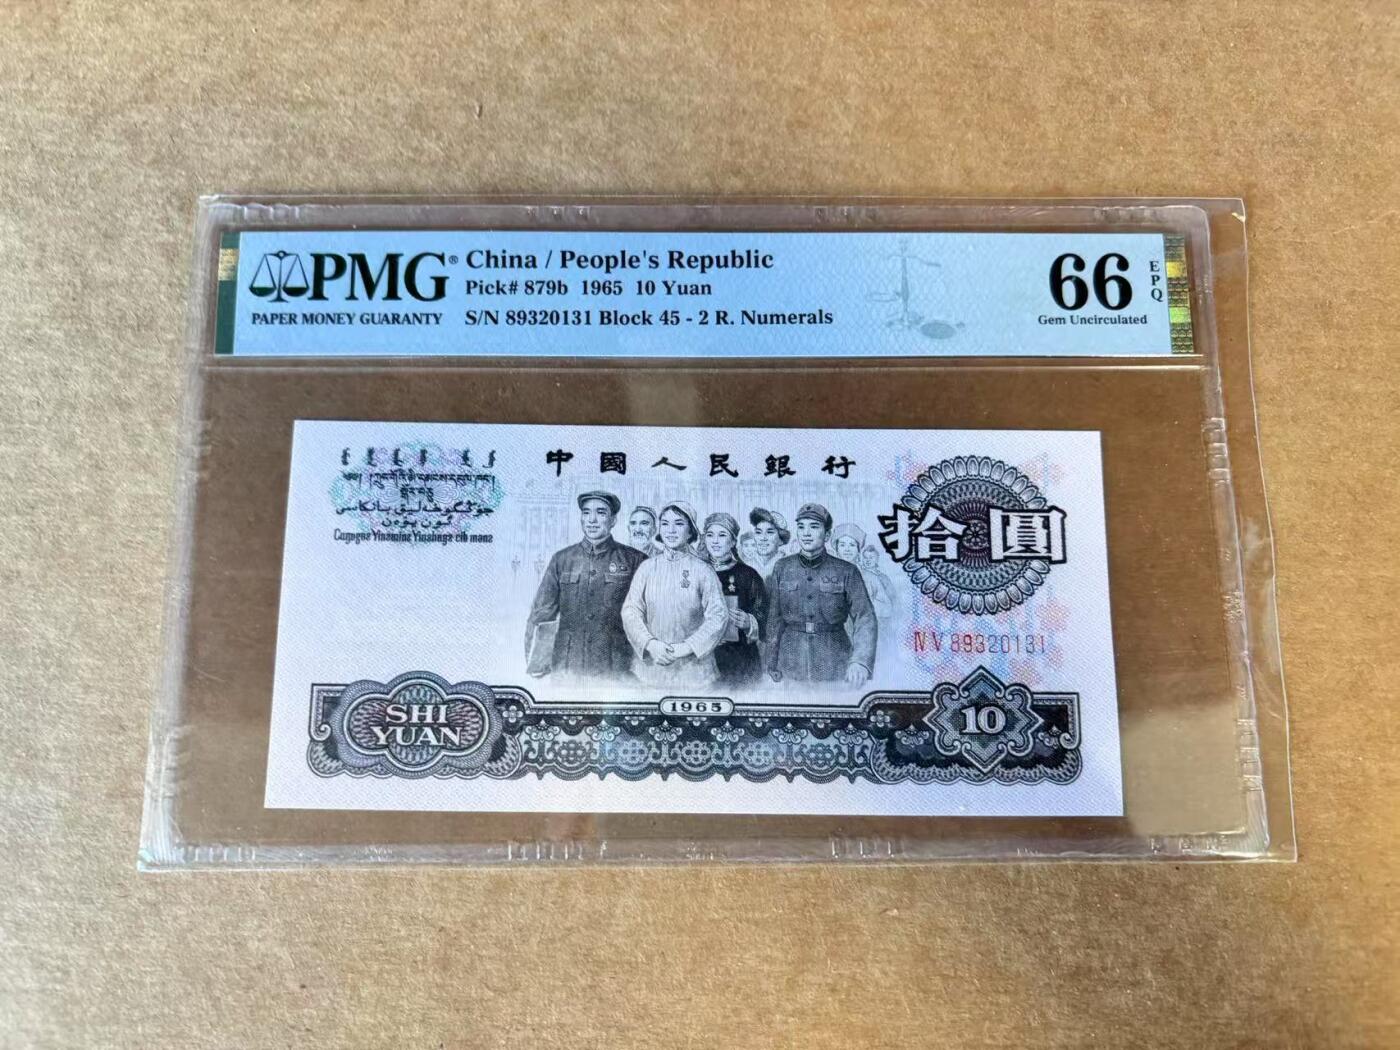 PMG®
PAPER MONEY GUARANTY
China / People's Republic
Pick# 879b 1965 10 Yuan
S/N 89320131 Block 45 - 2 R. Numerals
66
EPQ
Gem Uncirculated
中國人民銀行
拾圓
ⅣⅤ 89320131
1965
SHI
YUAN
10